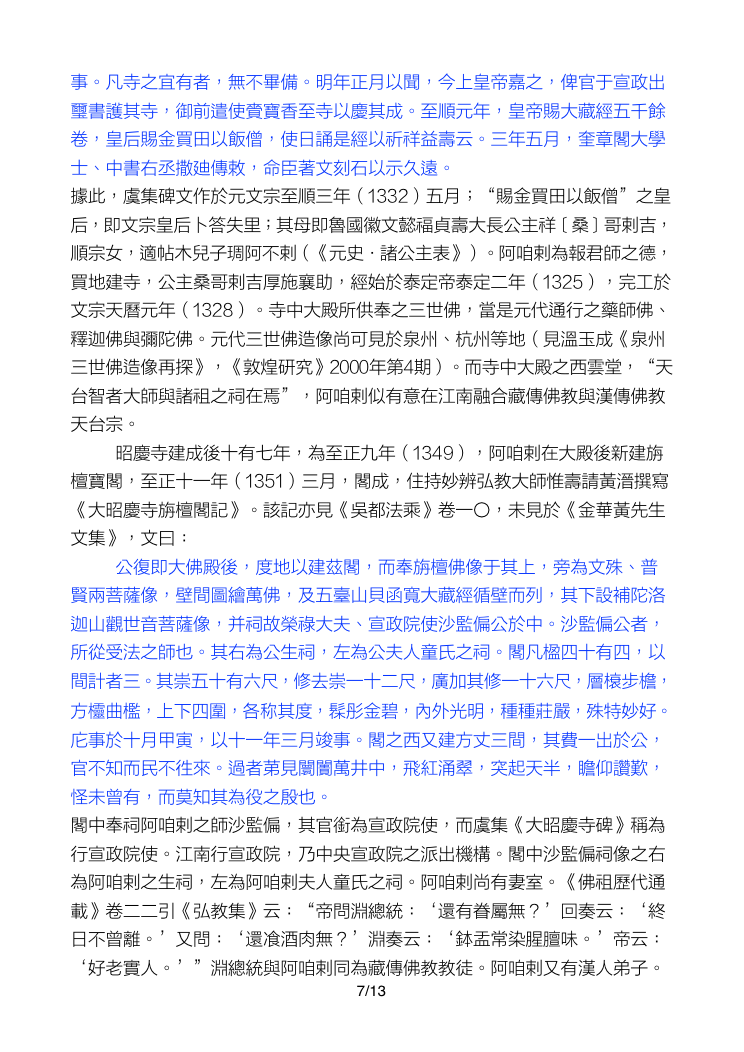 事。凡寺之宜有者，無不畢備。明年正月以聞，今上皇帝嘉之，俾官于宣政出
璽書護其寺，御前遣使賫寶香至寺以慶其成。至順元年，皇帝賜大藏經五千餘
卷，皇后賜金買田以飯僧，使日誦是經以祈祥益壽云。三年五月，奎章閣大學
士、中書右丞撒迪傳敕，命臣著文刻石以示久遠。
據此，虞集碑文作於元文宗至順三年（1332）五月；“賜金買田以飯僧”之皇
后，即文宗皇后卜答失里；其母即魯國徽文懿福貞壽大長公主祥〔桑〕哥剌吉，
順宗女，適帖木兒子琱阿不剌（《元史·諸公主表》）。阿咱剌為報君師之德，
買地建寺，公主桑哥剌吉厚施襄助，經始於泰定帝泰定二年（1325），完工於
文宗天曆元年（1328）。寺中大殿所供奉之三世佛，當是元代通行之藥師佛、
釋迦佛與彌陀佛。元代三世佛造像尚可見於泉州、杭州等地（見溫玉成《泉州
三世佛造像再探》，《敦煌研究》2000年第4期）。而寺中大殿之西雲堂，“天
台智者大師與諸祖之祠在焉”，阿咱剌似有意在江南融合藏傳佛教與漢傳佛教
天台宗。
昭慶寺建成後十有七年，為至正九年（1349），阿咱剌在大殿後新建旃
檀寶閣，至正十一年（1351）三月，閣成，住持妙辨弘教大師惟壽請黃溍撰寫
《大昭慶寺旃檀閣記》。該記亦見《吳都法乘》卷一〇，未見於《金華黃先生
文集》，文曰：
公復即大佛殿後，度地以建茲閣，而奉旃檀佛像于其上，旁為文殊、普
賢兩菩薩像，壁間圖繪萬佛，及五臺山貝函寘大藏經循壁而列，其下設補陀洛
迦山觀世音菩薩像，并祠故榮祿大夫、宣政院使沙監偏公於中。沙監偏公者，
所從受法之師也。其右為公生祠，左為公夫人童氏之祠。閣凡楹四十有四，以
間計者三。其崇五十有六尺，修去崇一十二尺，廣加其修一十六尺，層榱步檐，
方欞曲檻，上下四圍，各称其度，髹彤金碧，內外光明，種種莊嚴，殊特妙好。
庀事於十月甲寅，以十一年三月竣事。閣之西又建方丈三間，其費一出於公，
官不知而民不徃來。過者苐見闤闠萬井中，飛紅涌翠，突起天半，瞻仰讚歎，
怪未曾有，而莫知其為役之殷也。
閣中奉祠阿咱剌之師沙監偏，其官銜為宣政院使，而虞集《大昭慶寺碑》稱為
行宣政院使。江南行宣政院，乃中央宣政院之派出機構。閣中沙監偏祠像之右
為阿咱剌之生祠，左為阿咱剌夫人童氏之祠。阿咱剌尚有妻室。《佛祖歷代通
載》卷二二引《弘教集》云：“帝問淵總統：‘還有眷屬無？’回奏云：‘終
日不曾離。’又問：‘還飡酒肉無？’淵奏云：‘鉢盂常染腥膻味。’帝云：
‘好老實人。’”淵總統與阿咱剌同為藏傳佛教教徒。阿咱剌又有漢人弟子。
7/13